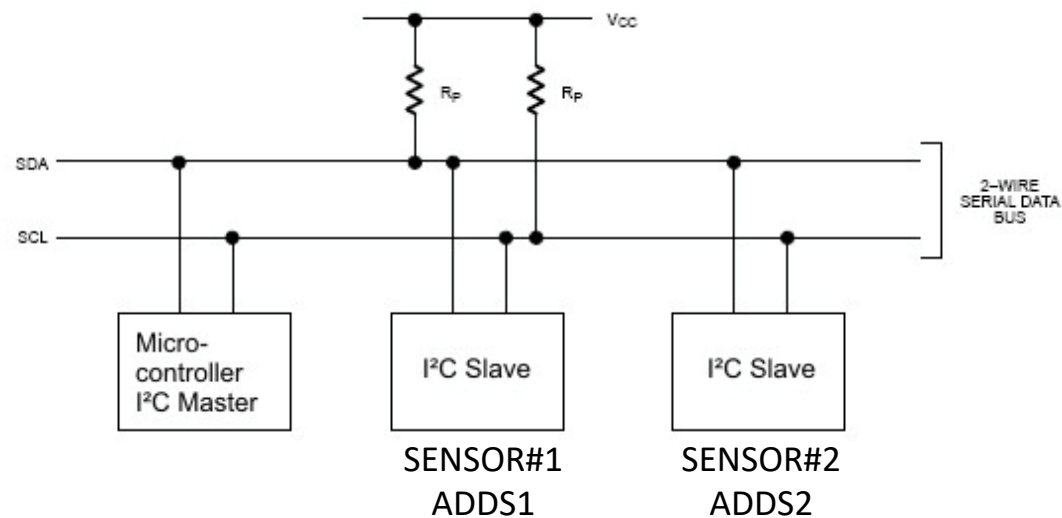 VCC
RP
RP
SDA
SCL
2–WIRE
SERIAL DATA
BUS
Micro-
controller
I²C Master
I²C Slave
I²C Slave
SENSOR#1
ADDS1
SENSOR#2
ADDS2